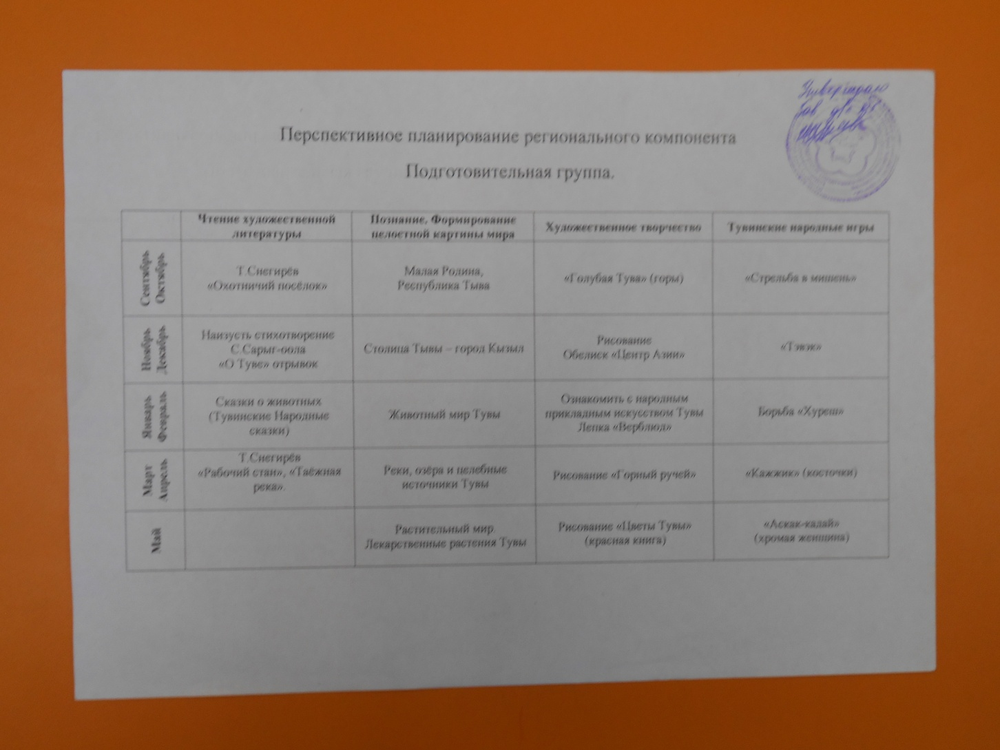 Утверждаю
Перспективное планирование регионального компонента
Подготовительная группа.
Чтение художественной
литературы
Познание. Формирование
целостной картины мира
Художественное творчество
Тувинские народные игры
Сентябрь
Октябрь
Т.Снегирёв
«Охотничий посёлок»
Малая Родина,
Республика Тыва
«Голубая Тува» (горы)
«Стрельба в мишень»
Ноябрь
Декабрь
Наизусть стихотворение
С.Сарыг-оола
«О Туве» отрывок
Столица Тывы – город Кызыл
Рисование
Обелиск «Центр Азии»
«Тэвэк»
Январь
Февраль
Сказки о животных
(Тувинские Народные
сказки)
Животный мир Тувы
Ознакомить с народным
прикладным искусством Тувы
Лепка «Верблюд»
Борьба «Хуреш»
Март
Апрель
Т.Снегирёв
«Рабочий стан», «Таёжная
река».
Реки, озёра и целебные
источники Тувы
Рисование «Горный ручей»
«Кажжик» (косточки)
Май
Растительный мир.
Лекарственные растения Тувы
Рисование «Цветы Тувы»
(красная книга)
«Аскак-кадай»
(хромая женщина)